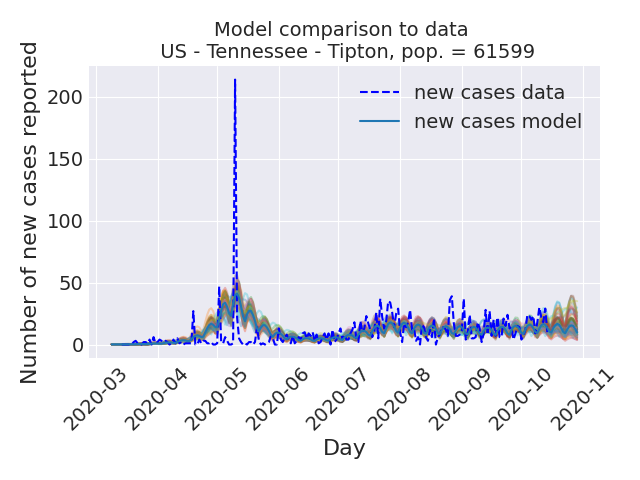 Model comparison to data
US - Tennessee - Tipton, pop. = 61599
Number of new cases reported
200
150
100
50
0
new cases data
new cases model
2020-03
2020-04
2020-05
2020-06
2020-07
2020-08
2020-09
2020-10
2020-11
Day